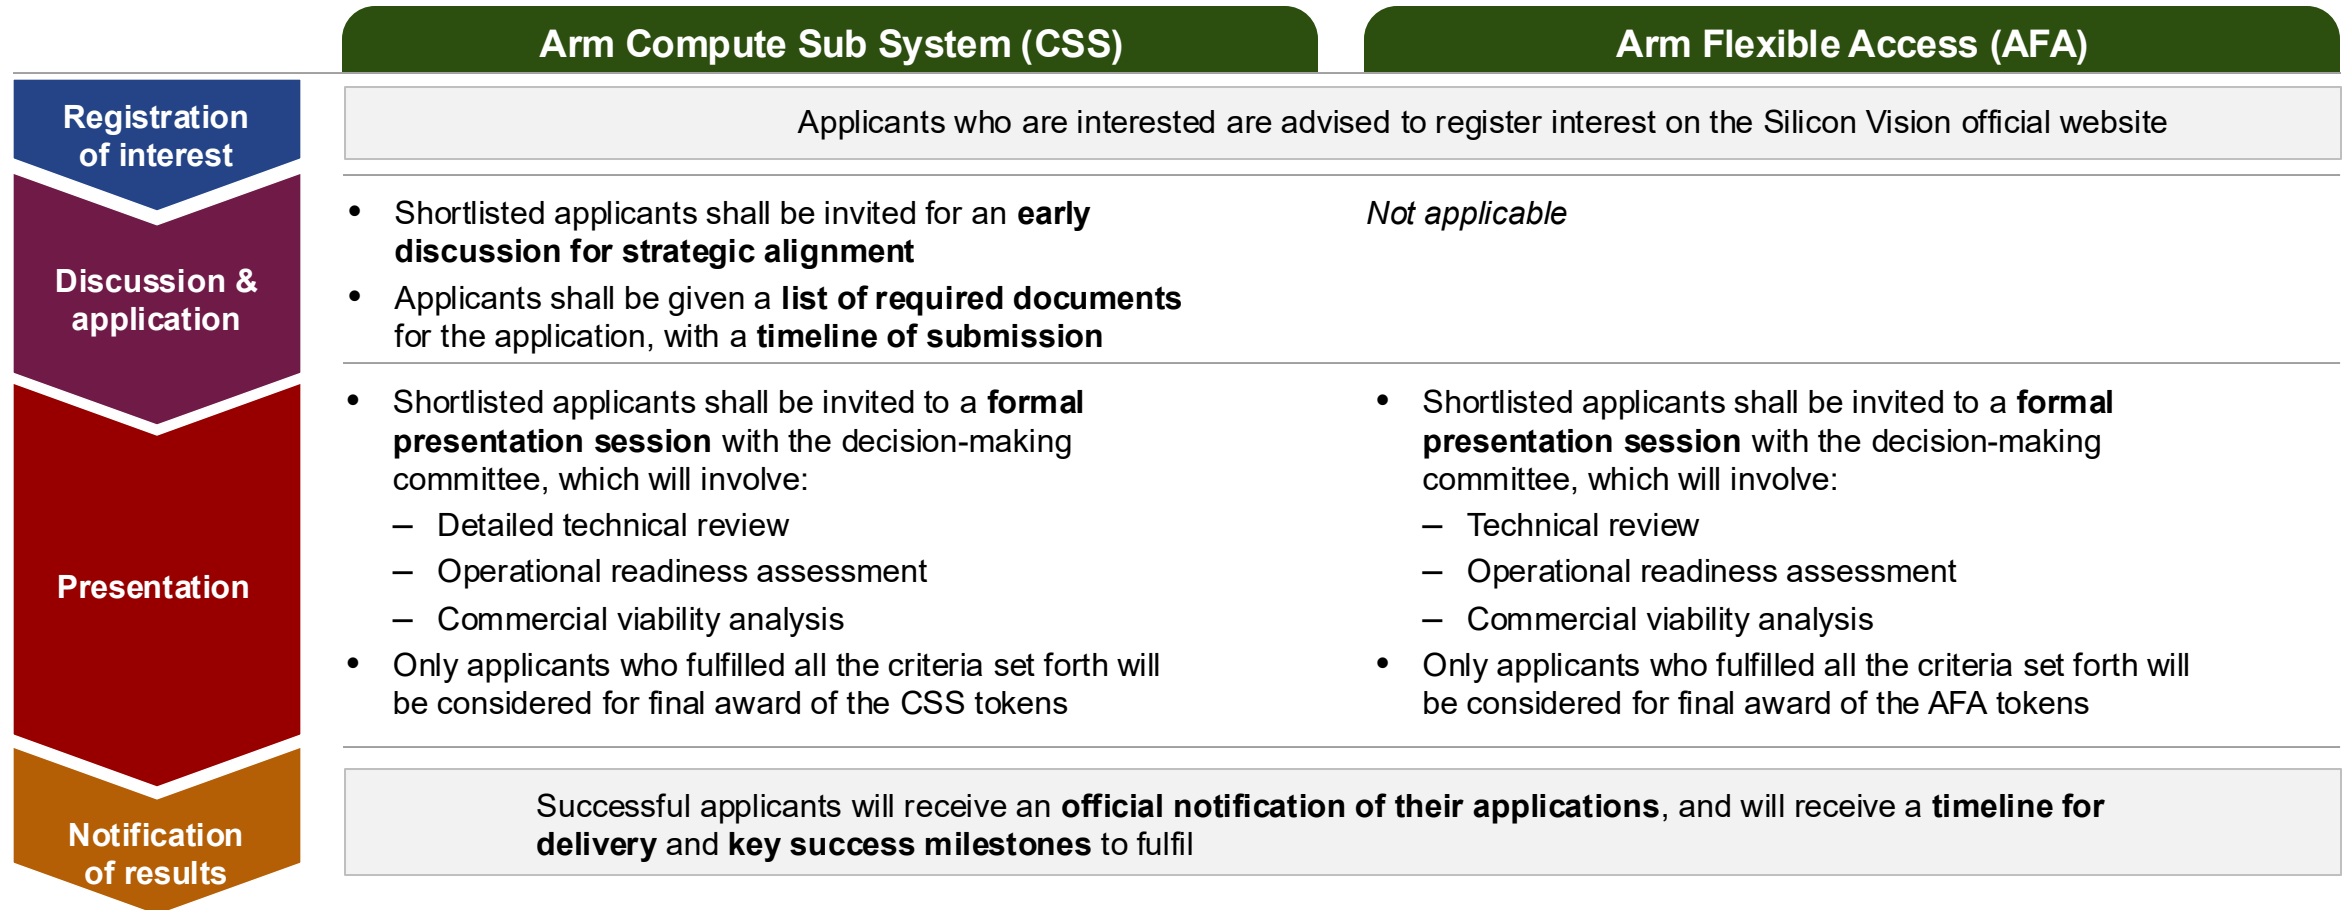 Arm Compute Sub System (CSS)
Arm Flexible Access (AFA)
Registration
of interest
Applicants who are interested are advised to register interest on the Silicon Vision official website
Discussion &
application
• Shortlisted applicants shall be invited for an early
discussion for strategic alignment
• Applicants shall be given a list of required documents
for the application, with a timeline of submission
Not applicable
Presentation
• Shortlisted applicants shall be invited to a formal
presentation session with the decision-making
committee, which will involve:
– Detailed technical review
– Operational readiness assessment
– Commercial viability analysis
• Only applicants who fulfilled all the criteria set forth will
be considered for final award of the CSS tokens
• Shortlisted applicants shall be invited to a formal
presentation session with the decision-making
committee, which will involve:
– Technical review
– Operational readiness assessment
– Commercial viability analysis
• Only applicants who fulfilled all the criteria set forth will
be considered for final award of the AFA tokens
Notification
of results
Successful applicants will receive an official notification of their applications, and will receive a timeline for
delivery and key success milestones to fulfil